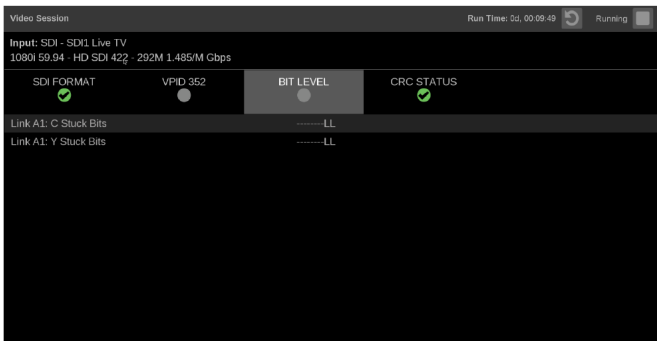 Video Session
Run Time: 0d, 00:09:49
Running
Input: SDI - SDI1 Live TV
1080i 59.94 - HD SDI 422 - 292M 1.485/M Gbps
SDI FORMAT VPID 352 BIT LEVEL CRC STATUS
Link A1: C Stuck Bits --------LL
Link A1: Y Stuck Bits --------LL